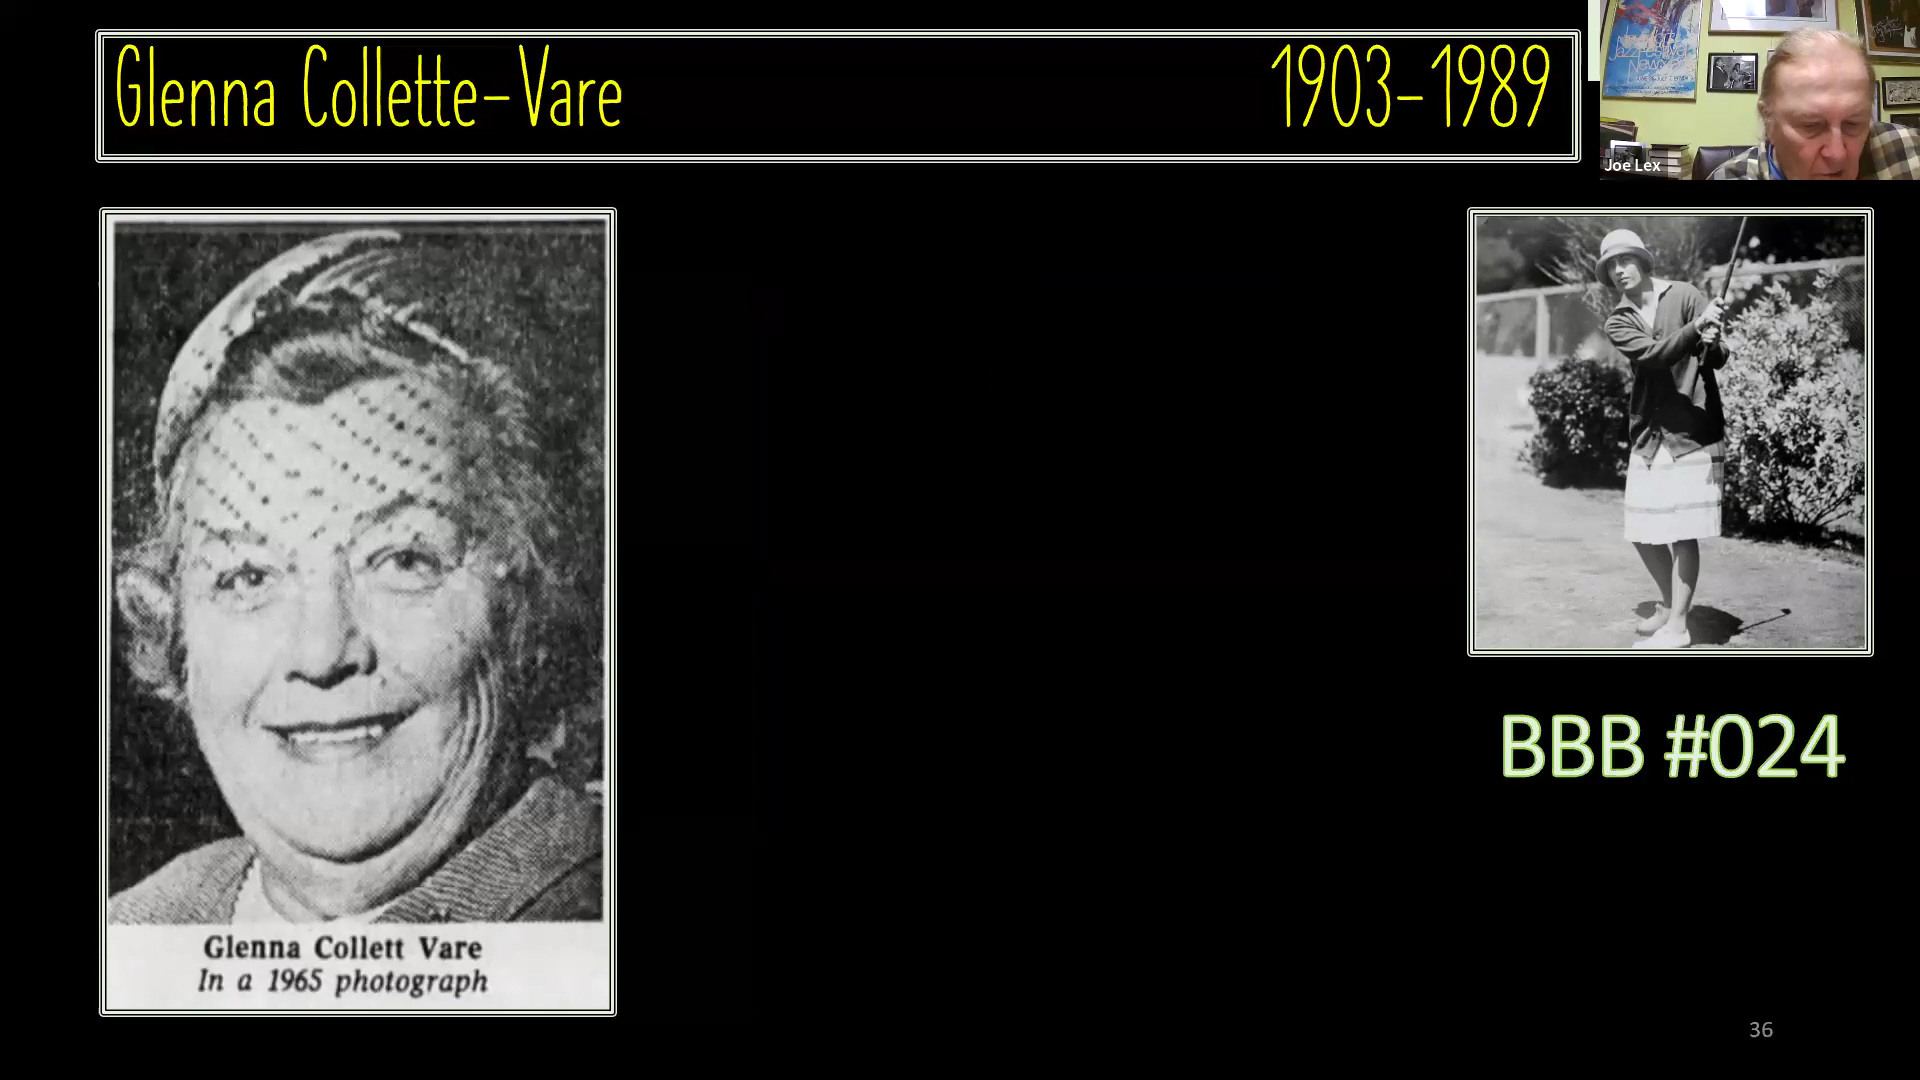 Glenna Collette-Vare 1903-1989
Joe Lex
Glenna Collett Vare
In a 1965 photograph
BBB #024
36